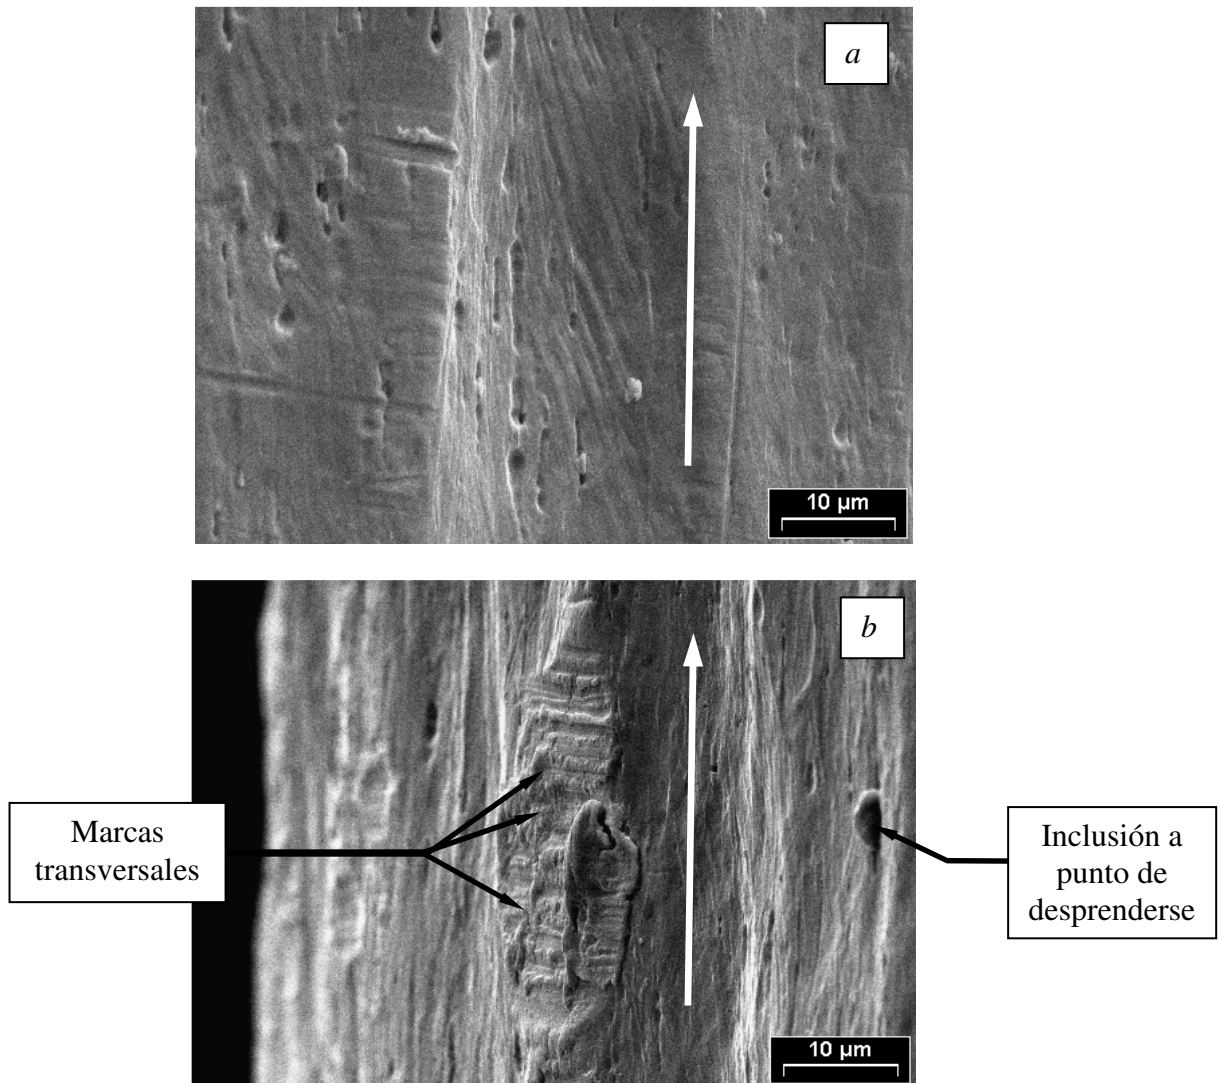 a
10 µm
b
Marcas
transversales
Inclusión a
punto de
desprenderse
10 µm